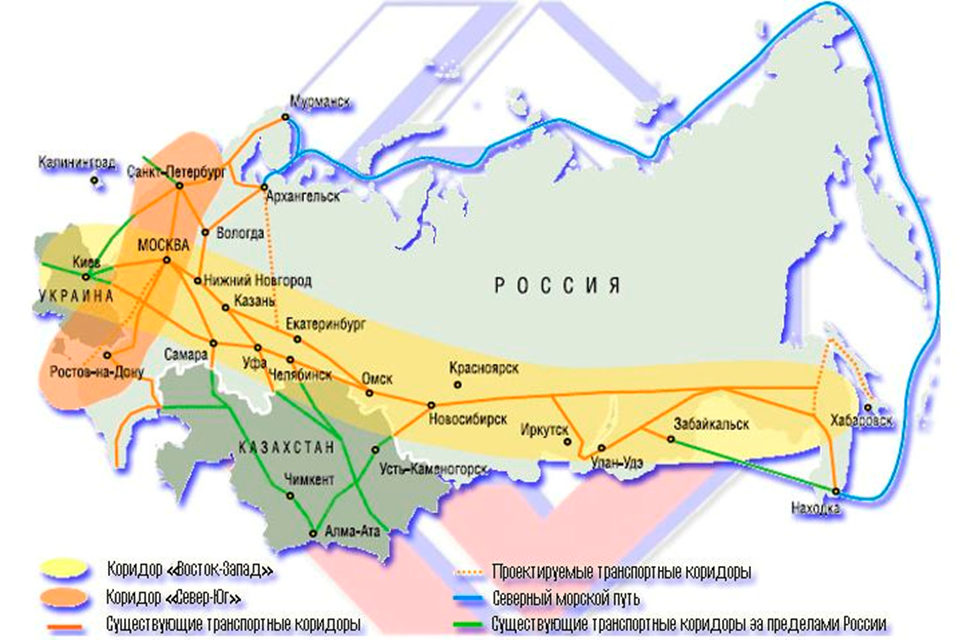 Мурманск
Калининград
Санкт-Петербург
Архангельск
Вологда
МОСКВА
Киев
УКРАИНА
Нижний Новгород
Казань
РОССИЯ
Екатеринбург
Самара
Уфа
Челябинск
Ростов-на-Дону
Омск
Красноярск
Новосибирск
Иркутск
Забайкальск
Хабаровск
Улан-Удэ
КАЗАХСТАН
Усть-Каменогорск
Чимкент
Находка
Алма-Ата
Коридор «Восток-Запад»
Коридор «Север-Юг»
Существующие транспортные коридоры
Проектируемые транспортные коридоры
Северный морской путь
Существующие транспортные коридоры за пределами России